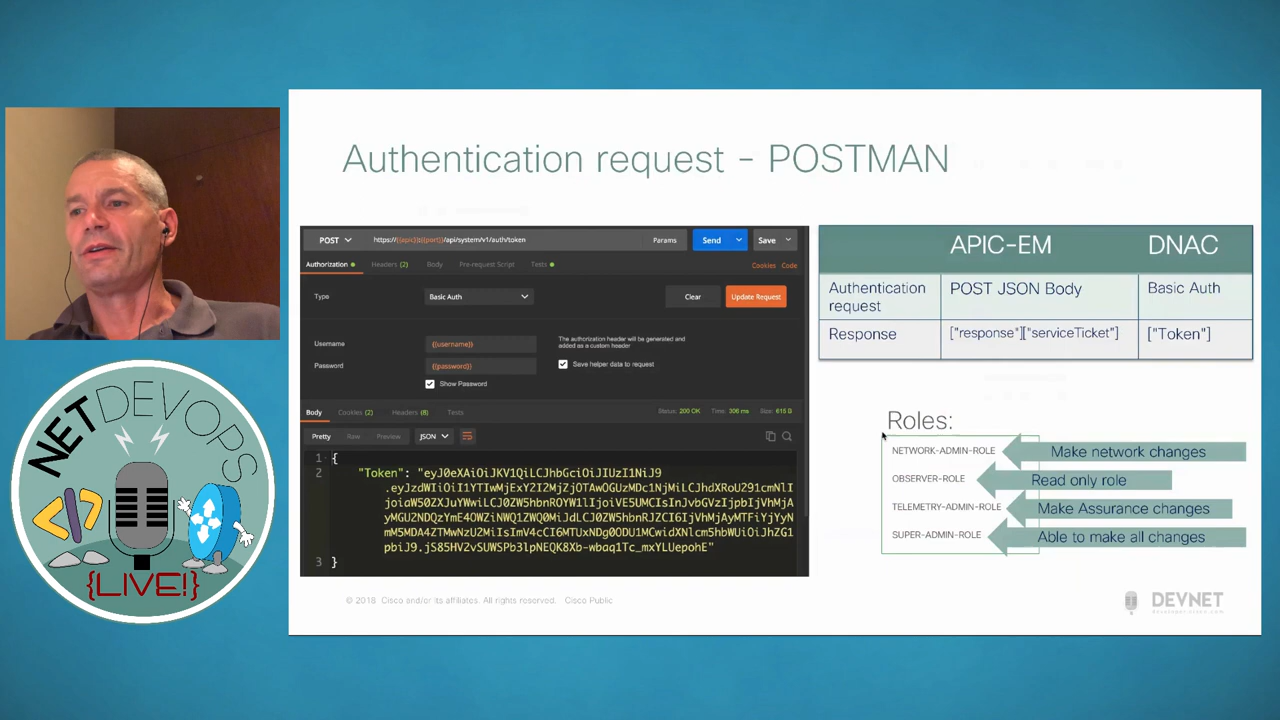 Authentication request - POSTMAN
POST
https://{{apic}}:{{port}}/api/system/v1/auth/token
Params
Send
Save
Authorization
Headers (2)
Body
Pre-request Script
Tests
Cookies
Code
Type
Basic Auth
Clear
Update Request
Username
{{username}}
The authorization header will be generated and
added as a custom header
Password
{{password}}
Save helper data to request
Show Password
Body
Cookies (2)
Headers (8)
Tests
Status: 200 OK
Time: 306 ms
Size: 615 B
Pretty
Raw
Preview
JSON
1 {
2 "Token": "eyJ0eXAiOiJKV1QiLCJhbGciOiJIUzI1NiJ9
3 }
APIC-EM DNAC
Authentication request POST JSON Body Basic Auth
Response ["response"]["serviceTicket"] ["Token"]
Roles:
NETWORK-ADMIN-ROLE Make network changes
OBSERVER-ROLE Read only role
TELEMETRY-ADMIN-ROLE Make Assurance changes
SUPER-ADMIN-ROLE Able to make all changes
© 2018 Cisco and/or its affiliates. All rights reserved. Cisco Public
DEVNET
developer.cisco.com
NETDEVOPS
{LIVE!}